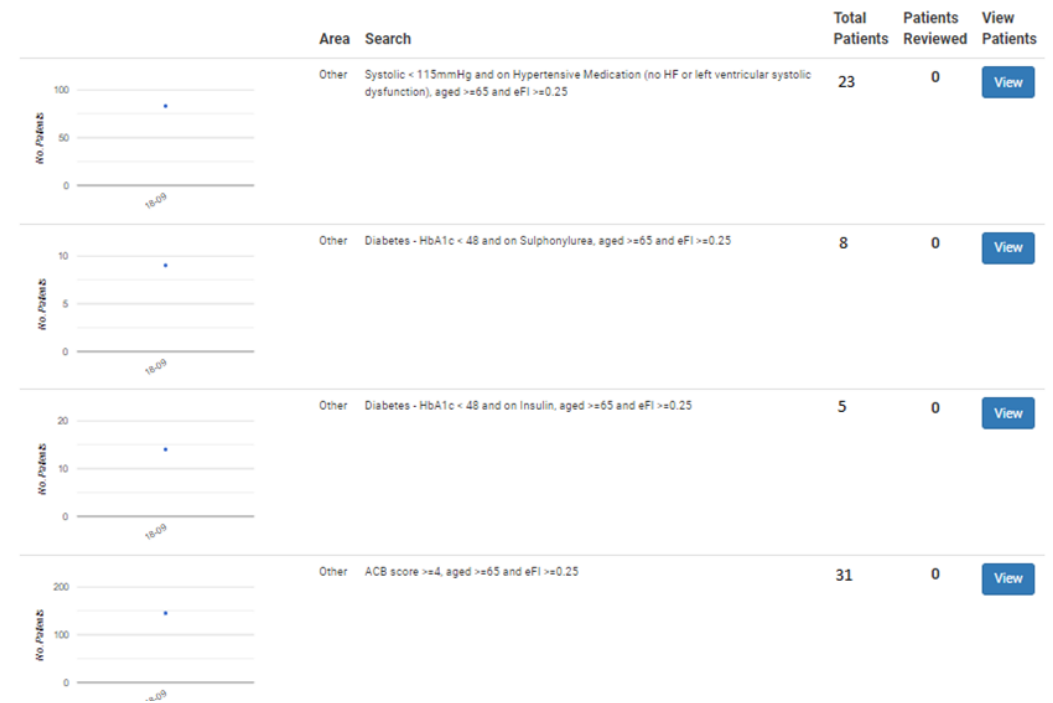 Total Patients View
Area Search Patients Reviewed Patients
Other Systolic < 115mmHg and on Hypertensive Medication (no HF or left ventricular systolic 23 0 View
dysfunction), aged >=65 and eFI >=0.25
100
50
0
No. Patients
18-09
Other Diabetes - HbA1c < 48 and on Sulphonylurea, aged >=65 and eFI >=0.25 8 0 View
10
5
0
No. Patients
18-09
Other Diabetes - HbA1c < 48 and on Insulin, aged >=65 and eFI >=0.25 5 0 View
20
10
0
No. Patients
18-09
Other ACB score >=4, aged >=65 and eFI >=0.25 31 0 View
200
100
0
No. Patients
18-09